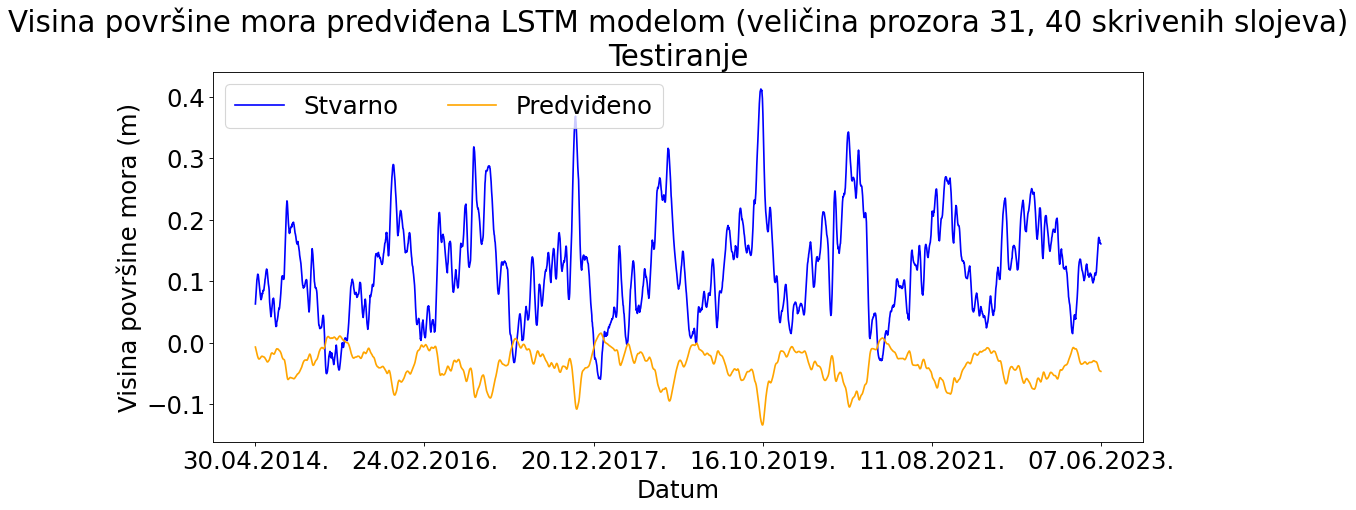 Visina površine mora predviđena LSTM modelom (veličina prozora 31, 40 skrivenih slojeva)
Testiranje
Stvarno Predviđeno
Visina površine mora (m)
0.4
0.3
0.2
0.1
0.0
−0.1
30.04.2014. 24.02.2016. 20.12.2017. 16.10.2019. 11.08.2021. 07.06.2023.
Datum